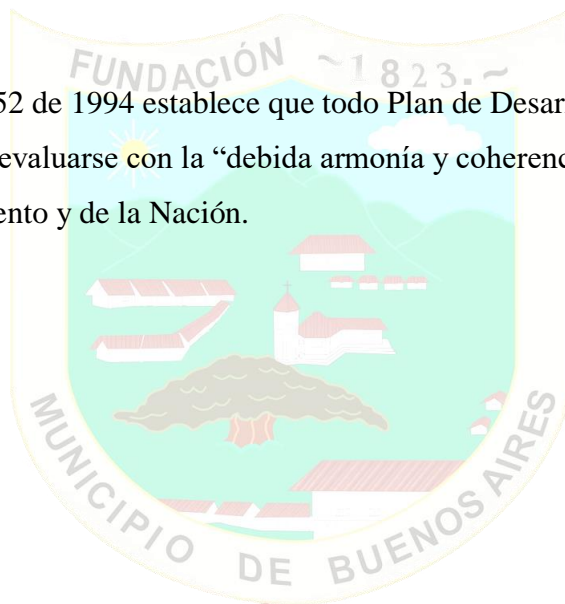 FUNDACIÓN ~1823.~
52 de 1994 establece que todo Plan de Desar
evaluarse con la “debida armonía y coherenc
ento y de la Nación.
MUNICIPIO DE BUENOS AIRES